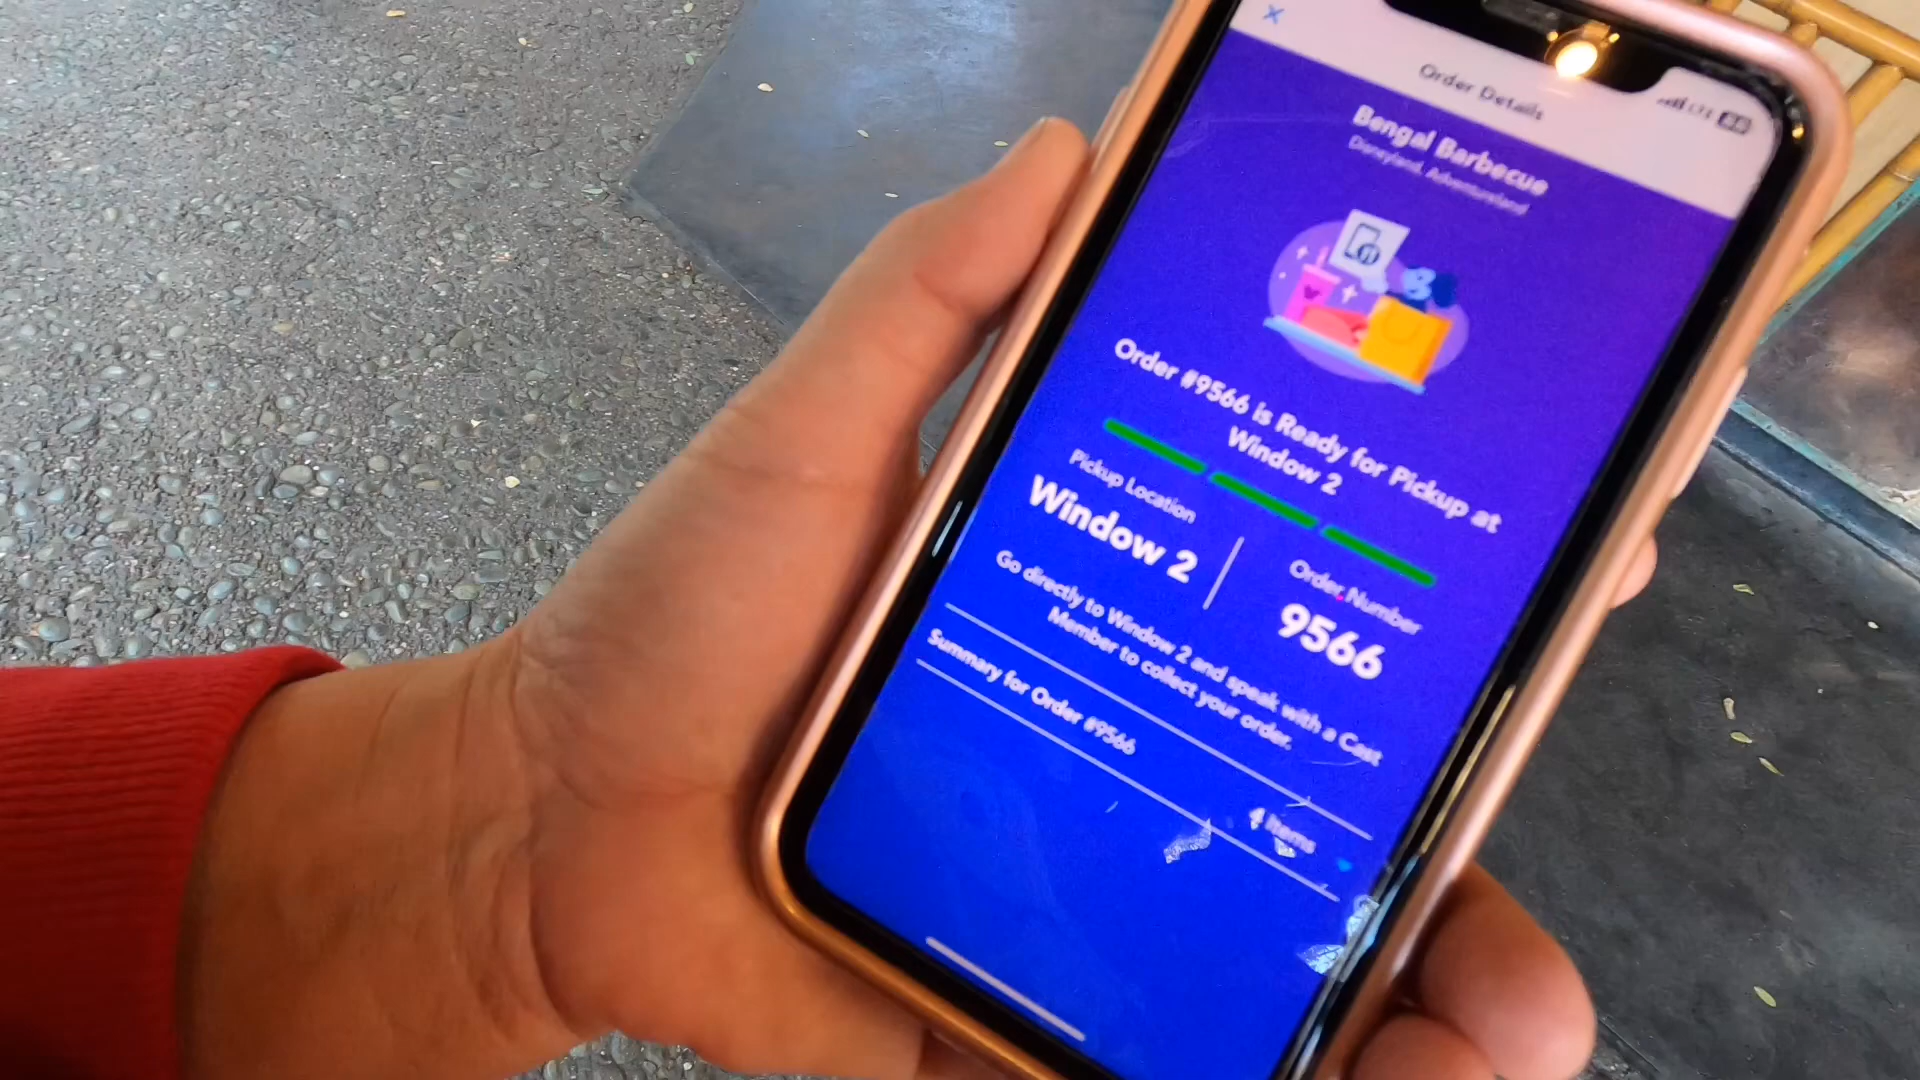 Order Details
LTE
Bengal Barbecue
Disneyland, Adventureland
Order #9566 is Ready for Pickup at
Window 2
Pickup Location
Window 2
Order Number
9566
Go directly to Window 2 and speak with a Cast
Member to collect your order.
Summary for Order #9566
4 Items